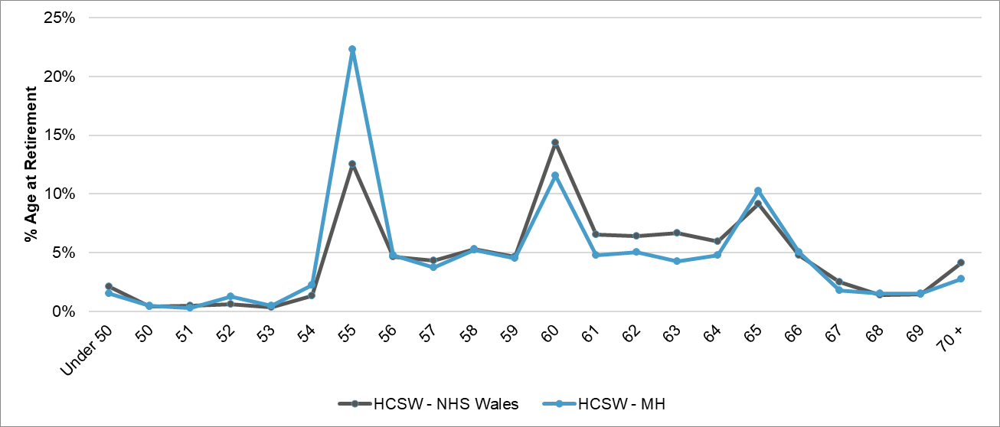 25%
20%
15%
10%
5%
0%
% Age at Retirement
Under 50 50 51 52 53 54 55 56 57 58 59 60 61 62 63 64 65 66 67 68 69 70 +
HCSW - NHS Wales HCSW - MH